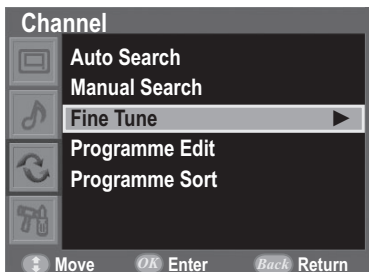 Channel
Auto Search
Manual Search
Fine Tune
Programme Edit
Programme Sort
Move OK Enter Back Return